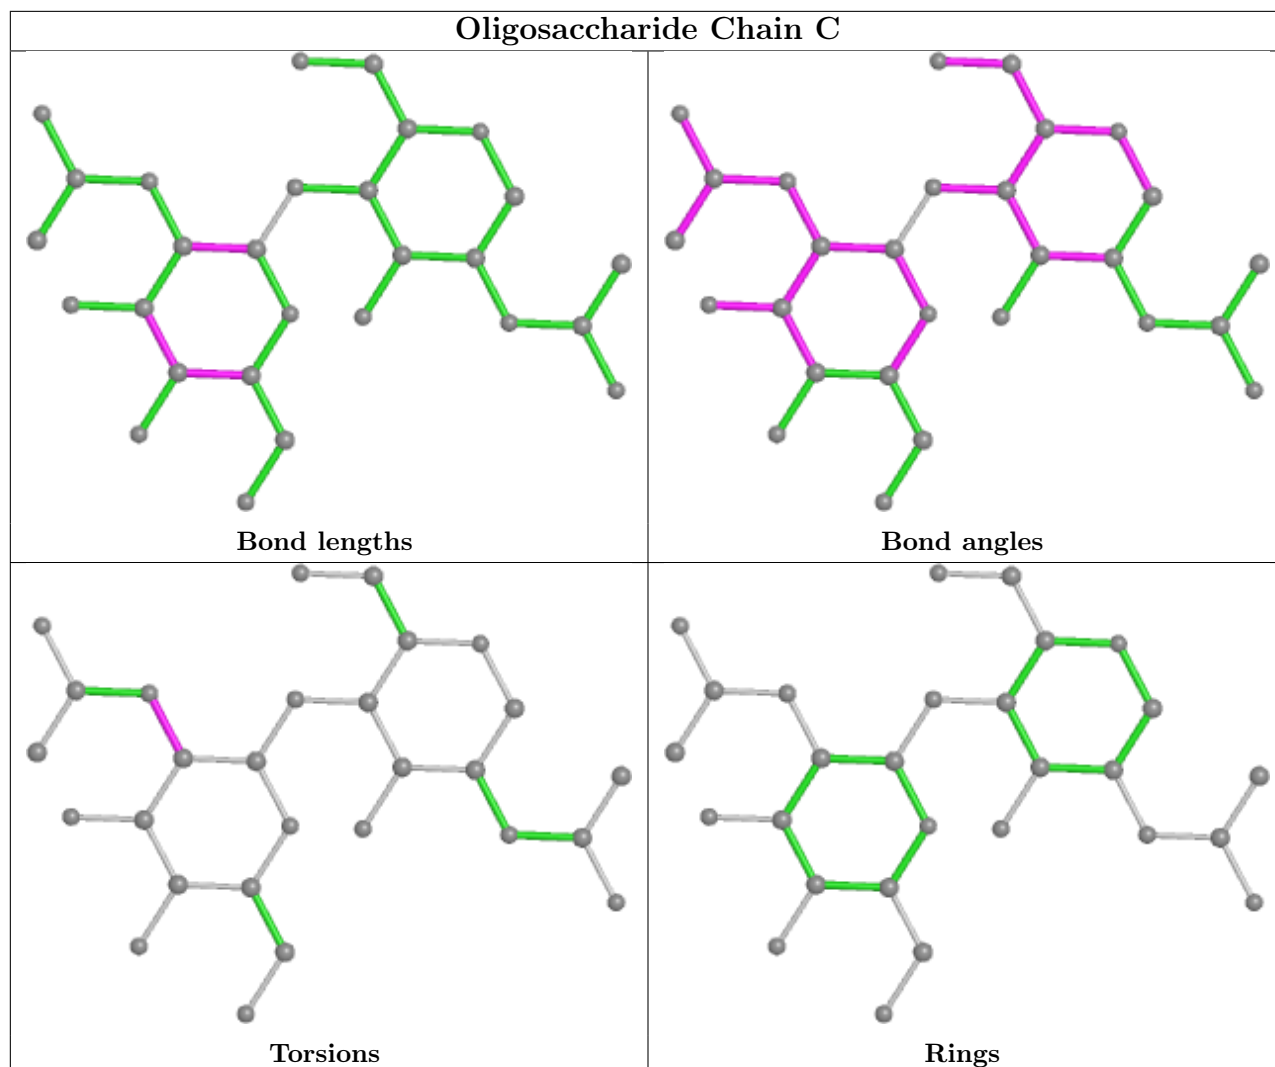 Oligosaccharide Chain C
Bond lengths
Bond angles
Torsions
Rings